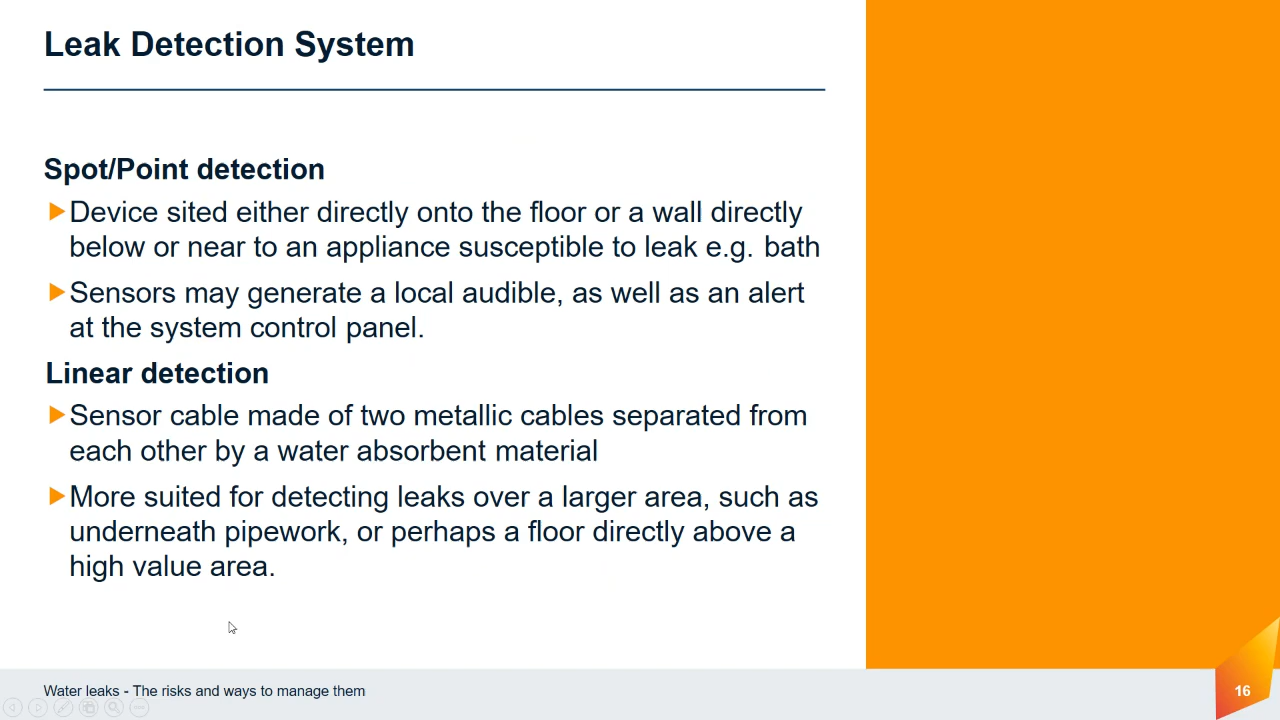 Leak Detection System
Spot/Point detection
Device sited either directly onto the floor or a wall directly
below or near to an appliance susceptible to leak e.g. bath
Sensors may generate a local audible, as well as an alert
at the system control panel.
Linear detection
Sensor cable made of two metallic cables separated from
each other by a water absorbent material
More suited for detecting leaks over a larger area, such as
underneath pipework, or perhaps a floor directly above a
high value area.
Water leaks - The risks and ways to manage them
16